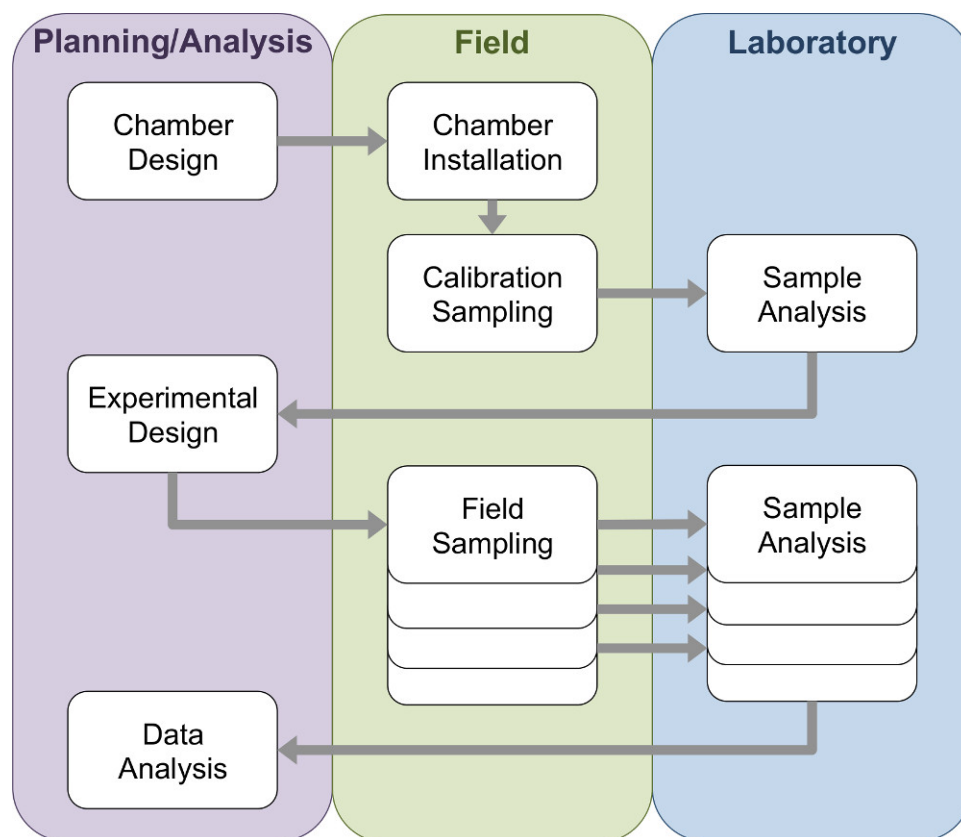 Planning/Analysis
Field
Laboratory
Chamber
Design
Chamber
Installation
Calibration
Sampling
Sample
Analysis
Experimental
Design
Field
Sampling
Sample
Analysis
Data
Analysis